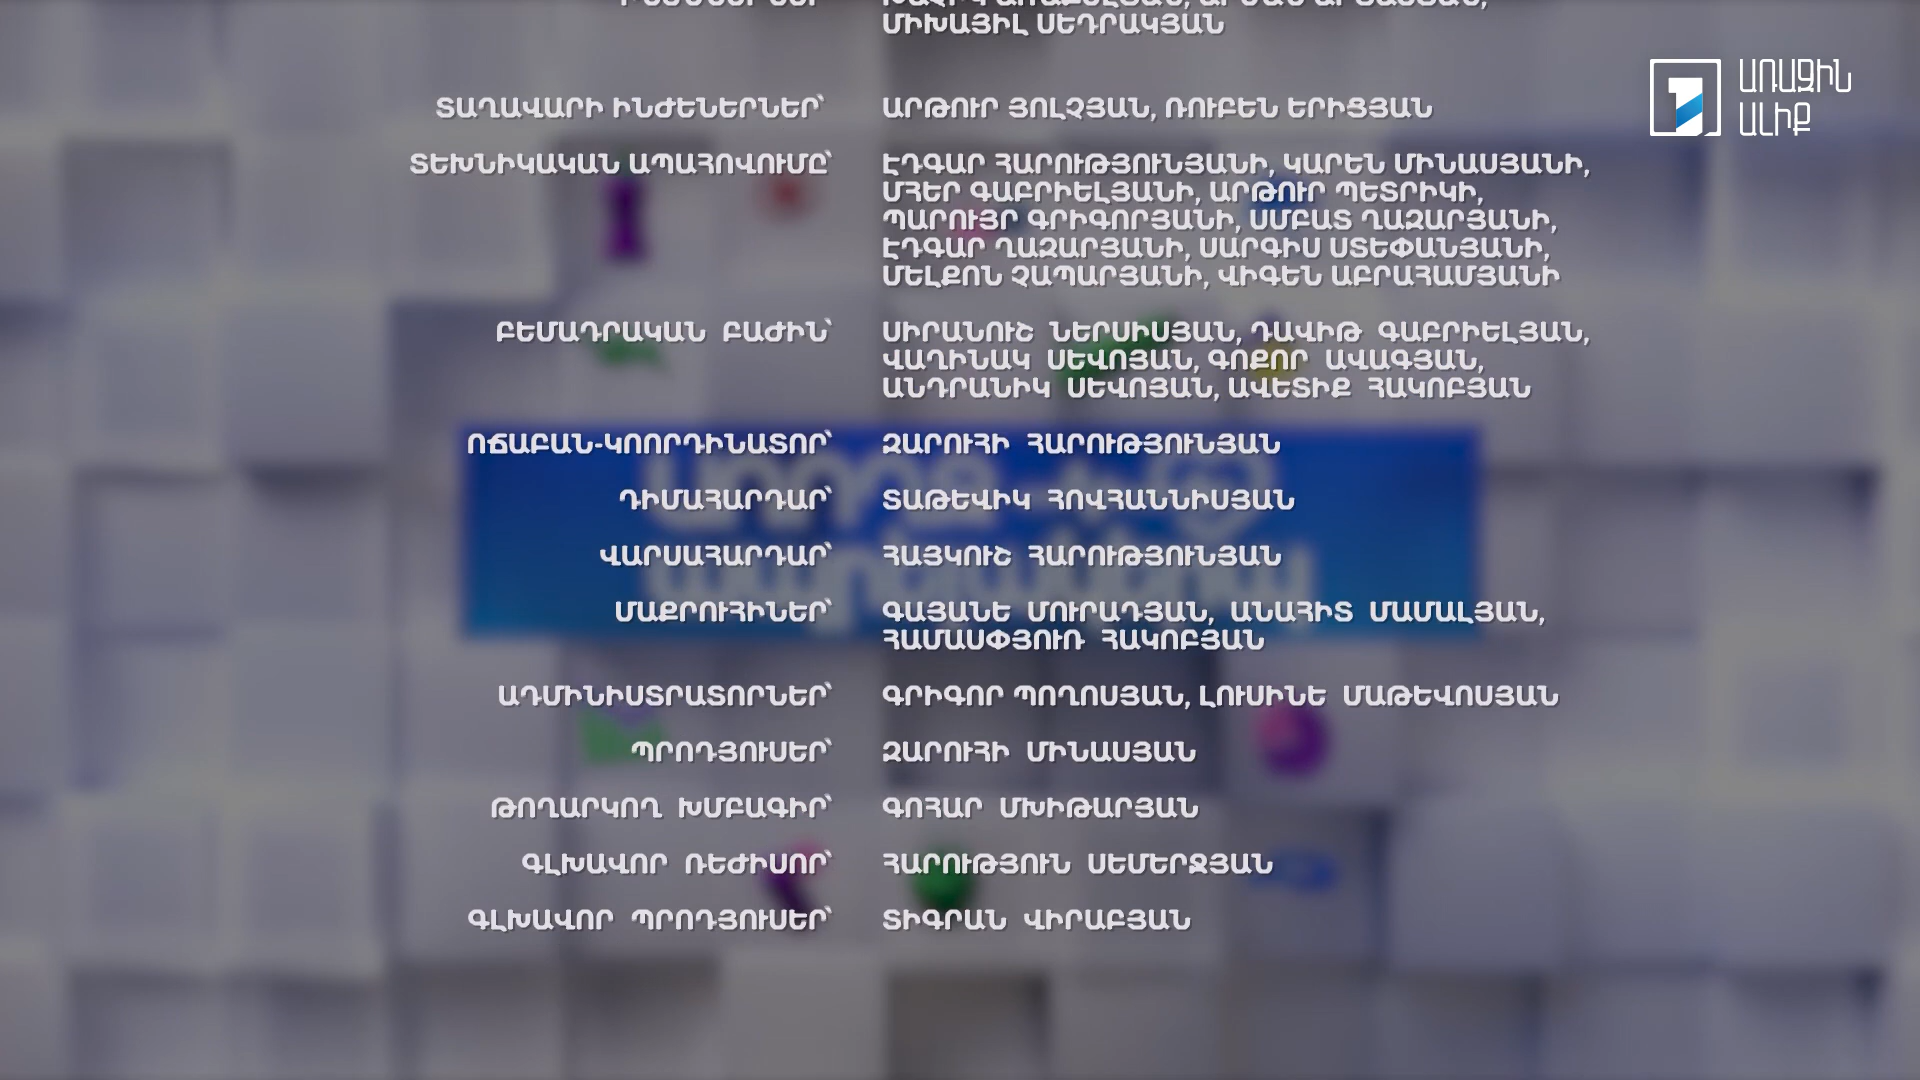 ՄԻԽԱՅԻԼ ՍԵԴՐԱԿՅԱՆ
ԱՌԱՋԻՆ
ԱԼԻՔ
ՏԱՂԱՎԱՐԻ ԻՆԺԵՆԵՐՆԵՐ՝ ԱՐԹՈՒՐ ՅՈԼՉՅԱՆ, ՌՈՒԲԵՆ ԵՐԻՑՅԱՆ
ՏԵԽՆԻԿԱԿԱՆ ԱՊԱՀՈՎՈՒՄԸ՝ ԷԴԳԱՐ ՀԱՐՈՒԹՅՈՒՆՅԱՆԻ, ԿԱՐԵՆ ՄԻՆԱՍՅԱՆԻ,
ՄՀԵՐ ԳԱԲՐԻԵԼՅԱՆԻ, ԱՐԹՈՒՐ ՊԵՏՐԻԿԻ,
ՊԱՐՈՒՅՐ ԳՐԻԳՈՐՅԱՆԻ, ՍՄԲԱՏ ՂԱԶԱՐՅԱՆԻ,
ԷԴԳԱՐ ՂԱԶԱՐՅԱՆԻ, ՍԱՐԳԻՍ ՍՏԵՓԱՆՅԱՆԻ,
ՄԵԼՔՈՆ ՉԱՊԱՐՅԱՆԻ, ՎԻԳԵՆ ԱԲՐԱՀԱՄՅԱՆԻ
ԲԵՄԱԴՐԱԿԱՆ ԲԱԺԻՆ՝ ՍԻՐԱՆՈՒՇ ՆԵՐՍԻՍՅԱՆ, ԴԱՎԻԹ ԳԱԲՐԻԵԼՅԱՆ,
ՎԱՂԻՆԱԿ ՍԵՎՈՅԱՆ, ԳՈՔՈՐ ԱՎԱԳՅԱՆ,
ԱՆԴՐԱՆԻԿ ՍԵՎՈՅԱՆ, ԱՎԵՏԻՔ ՀԱԿՈԲՅԱՆ
ՈՃԱԲԱՆ-ԿՈՈՐԴԻՆԱՏՈՐ՝ ԶԱՐՈՒՀԻ ՀԱՐՈՒԹՅՈՒՆՅԱՆ
ԴԻՄԱՀԱՐԴԱՐ՝ ՏԱԹԵՎԻԿ ՀՈՎՀԱՆՆԻՍՅԱՆ
ՎԱՐՍԱՀԱՐԴԱՐ՝ ՀԱՅԿՈՒՇ ՀԱՐՈՒԹՅՈՒՆՅԱՆ
ՄԱՔՐՈՒՀԻՆԵՐ՝ ԳԱՅԱՆԵ ՄՈՒՐԱԴՅԱՆ, ԱՆԱՀԻՏ ՄԱՄԱԼՅԱՆ,
ՀԱՄԱՍՓՅՈՒՌ ՀԱԿՈԲՅԱՆ
ԱԴՄԻՆԻՍՏՐԱՏՈՐՆԵՐ՝ ԳՐԻԳՈՐ ՊՈՂՈՍՅԱՆ, ԼՈՒՍԻՆԵ ՄԱԹԵՎՈՍՅԱՆ
ՊՐՈԴՅՈՒՍԵՐ՝ ԶԱՐՈՒՀԻ ՄԻՆԱՍՅԱՆ
ԹՈՂԱՐԿՈՂ ԽՄԲԱԳԻՐ՝ ԳՈՀԱՐ ՄԽԻԹԱՐՅԱՆ
ԳԼԽԱՎՈՐ ՌԵԺԻՍՈՐ՝ ՀԱՐՈՒԹՅՈՒՆ ՍԵՄԵՐՋՅԱՆ
ԳԼԽԱՎՈՐ ՊՐՈԴՅՈՒՍԵՐ՝ ՏԻԳՐԱՆ ՎԻՐԱԲՅԱՆ